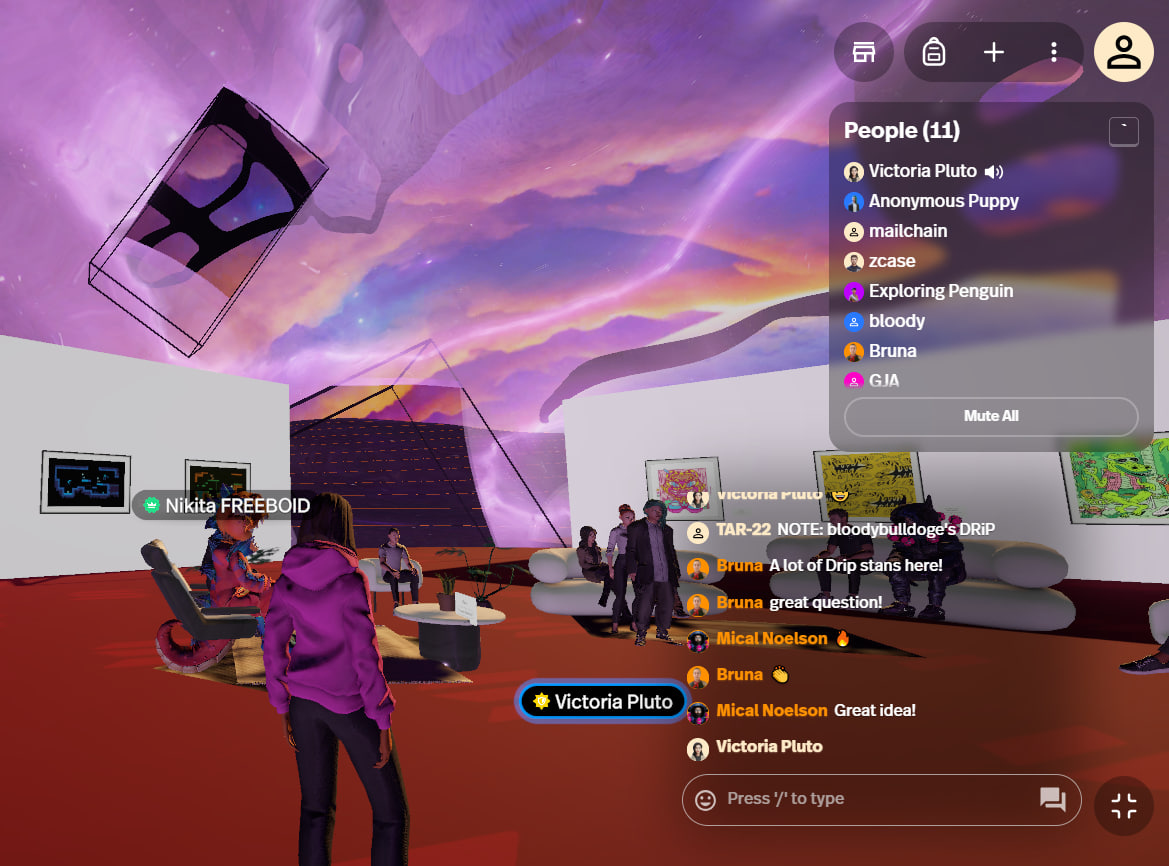 People (11)
Victoria Pluto
Anonymous Puppy
mailchain
zcase
Exploring Penguin
bloody
Bruna
GJA
Mute All
Nikita FREEBOID
Victoria Pluto
Victoria Pluto 😄
TAR-22 NOTE: bloodybulldoge's DRiP
Bruna A lot of Drip stans here!
Bruna great question!
Mical Noelson 🔥
Bruna 👏
Mical Noelson Great idea!
Victoria Pluto
Press '/' to type